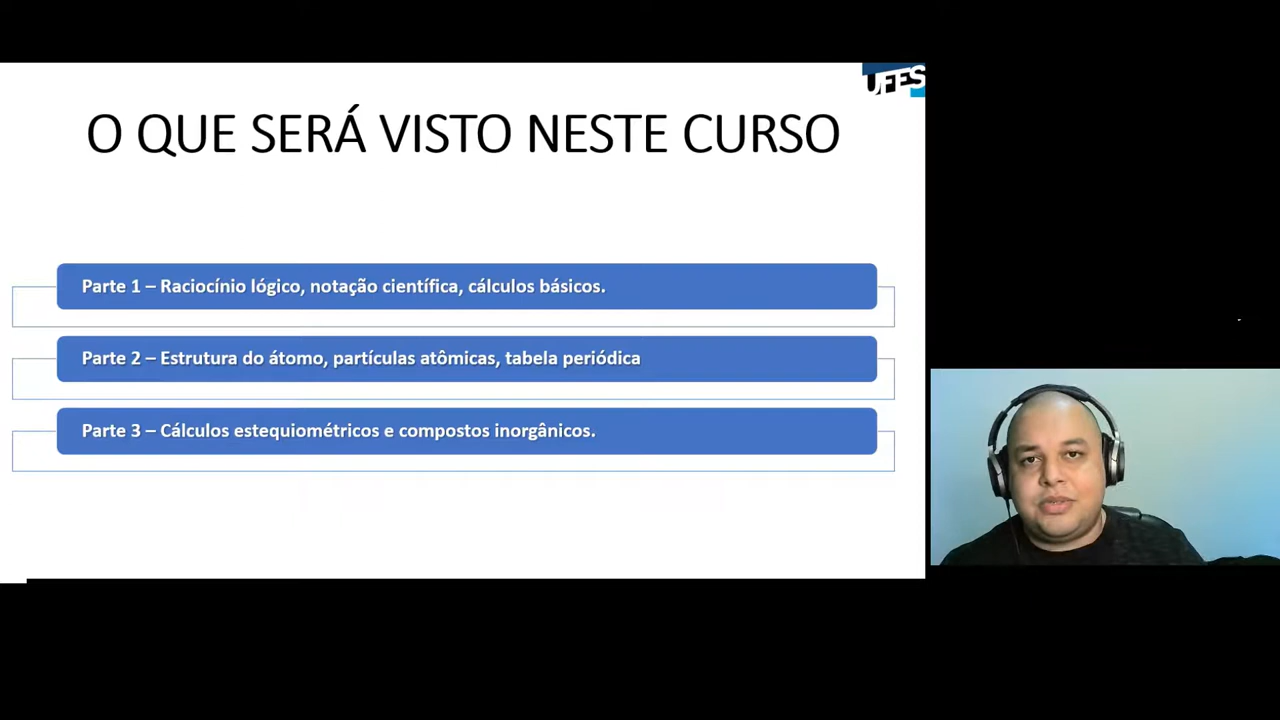 UFES
O QUE SERÁ VISTO NESTE CURSO
Parte 1 – Raciocínio lógico, notação científica, cálculos básicos.
Parte 2 – Estrutura do átomo, partículas atômicas, tabela periódica
Parte 3 – Cálculos estequiométricos e compostos inorgânicos.